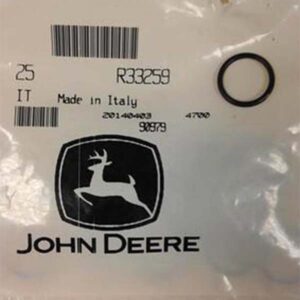 25 R33259
IT Made in Italy
20140403 4700
90979
JOHN DEERE